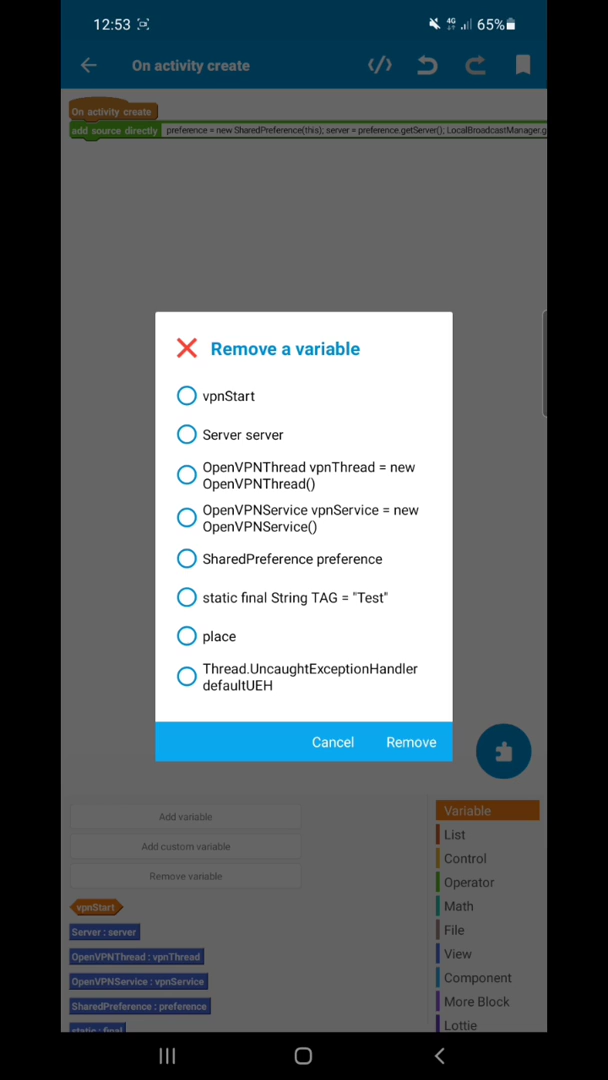 12:53
4G
65%
On activity create
</>
On activity create
add source directly preference = new SharedPreference(this); server = preference.getServer(); LocalBroadcastManager.g
Remove a variable
vpnStart
Server server
OpenVPNThread vpnThread = new
OpenVPNThread()
OpenVPNService vpnService = new
OpenVPNService()
SharedPreference preference
static final String TAG = "Test"
place
Thread.UncaughtExceptionHandler
defaultUEH
Cancel
Remove
Add variable
Add custom variable
Remove variable
vpnStart
Server : server
OpenVPNThread : vpnThread
OpenVPNService : vpnService
SharedPreference : preference
static : final
Variable
List
Control
Operator
Math
File
View
Component
More Block
Lottie